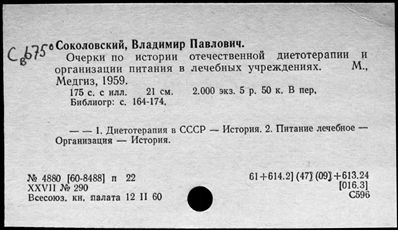 Св675
Соколовский, Владимир Павлович.
Очерки по истории отечественной диетотерапии и
организации питания в лечебных учреждениях. М.,
Медгиз, 1959.
175 с. с илл. 21 см. 2.000 экз. 5 р. 50 к. В пер,
Библиогр: с. 164-174,
— — 1. Диетотерапия в СССР — История. 2. Питание лечебное —
Организация — История.
№ 4880 [60-8488] п 22
61+614.2] (47) (09)+613.24
XXVII № 290
[016.3]
Всесоюз. кн. палата 12 II 60
С596